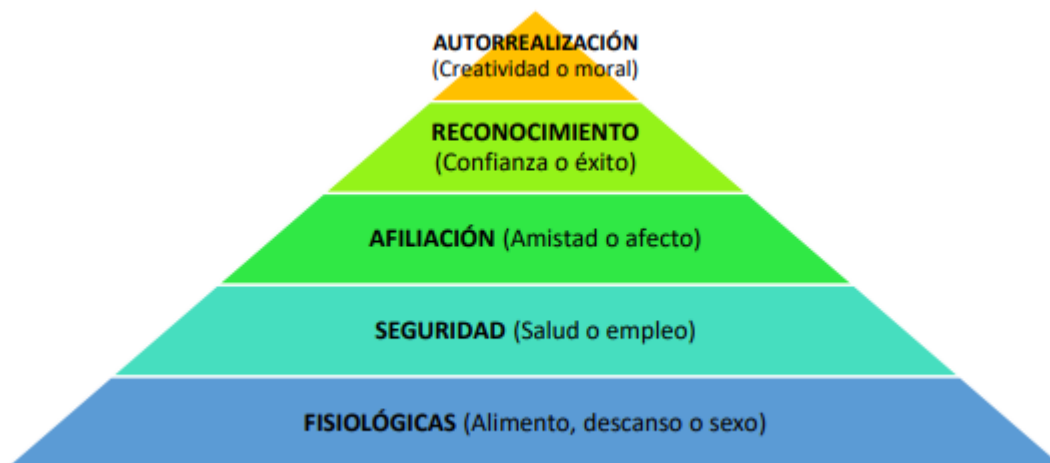 AUTORREALIZACIÓN
(Creatividad o moral)
RECONOCIMIENTO
(Confianza o éxito)
AFILIACIÓN (Amistad o afecto)
SEGURIDAD (Salud o empleo)
FISIOLÓGICAS (Alimento, descanso o sexo)